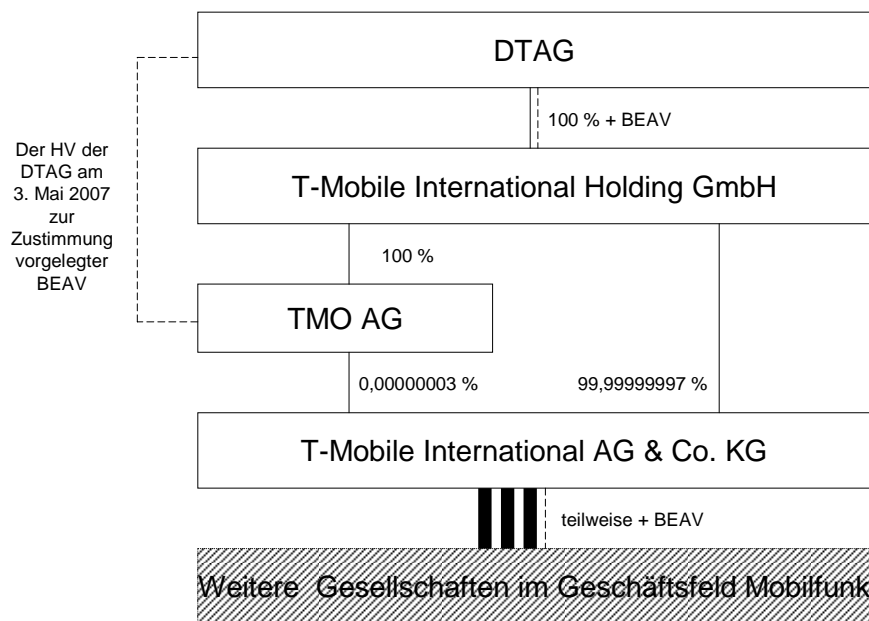 DTAG
100 % + BEAV
Der HV der
DTAG am
3. Mai 2007
zur
Zustimmung
vorgelegter
BEAV
T-Mobile International Holding GmbH
100 %
TMO AG
0,00000003 %
99,99999997 %
T-Mobile International AG & Co. KG
teilweise + BEAV
Weitere Gesellschaften im Geschäftsfeld Mobilfunk